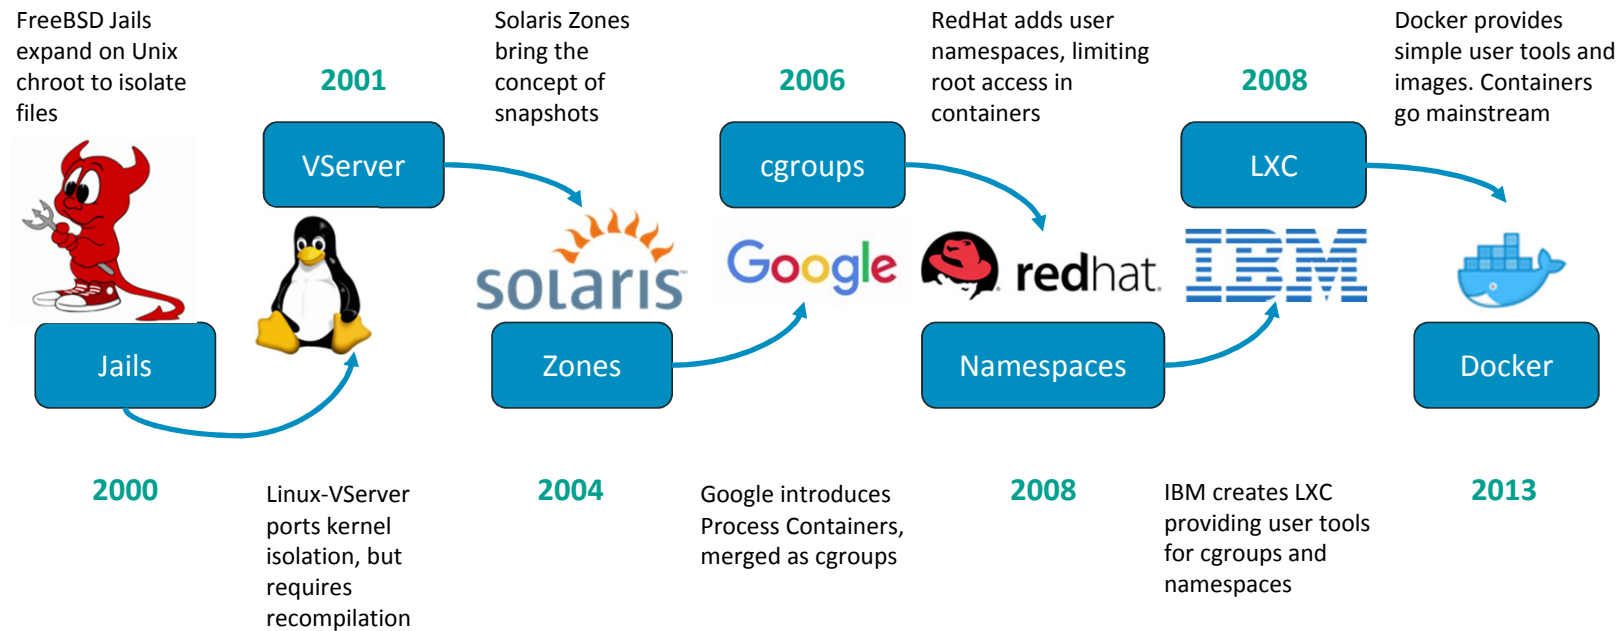 FreeBSD Jails
expand on Unix
chroot to isolate
files
Jails
2000
2001
VServer
Linux-VServer
ports kernel
isolation, but
requires
recompilation
Solaris Zones
bring the
concept of
snapshots
solaris™
Zones
2004
2006
cgroups
Google
Google introduces
Process Containers,
merged as cgroups
RedHat adds user
namespaces, limiting
root access in
containers
redhat.
Namespaces
2008
2008
LXC
IBM
IBM creates LXC
providing user tools
for cgroups and
namespaces
Docker provides
simple user tools and
images. Containers
go mainstream
Docker
2013